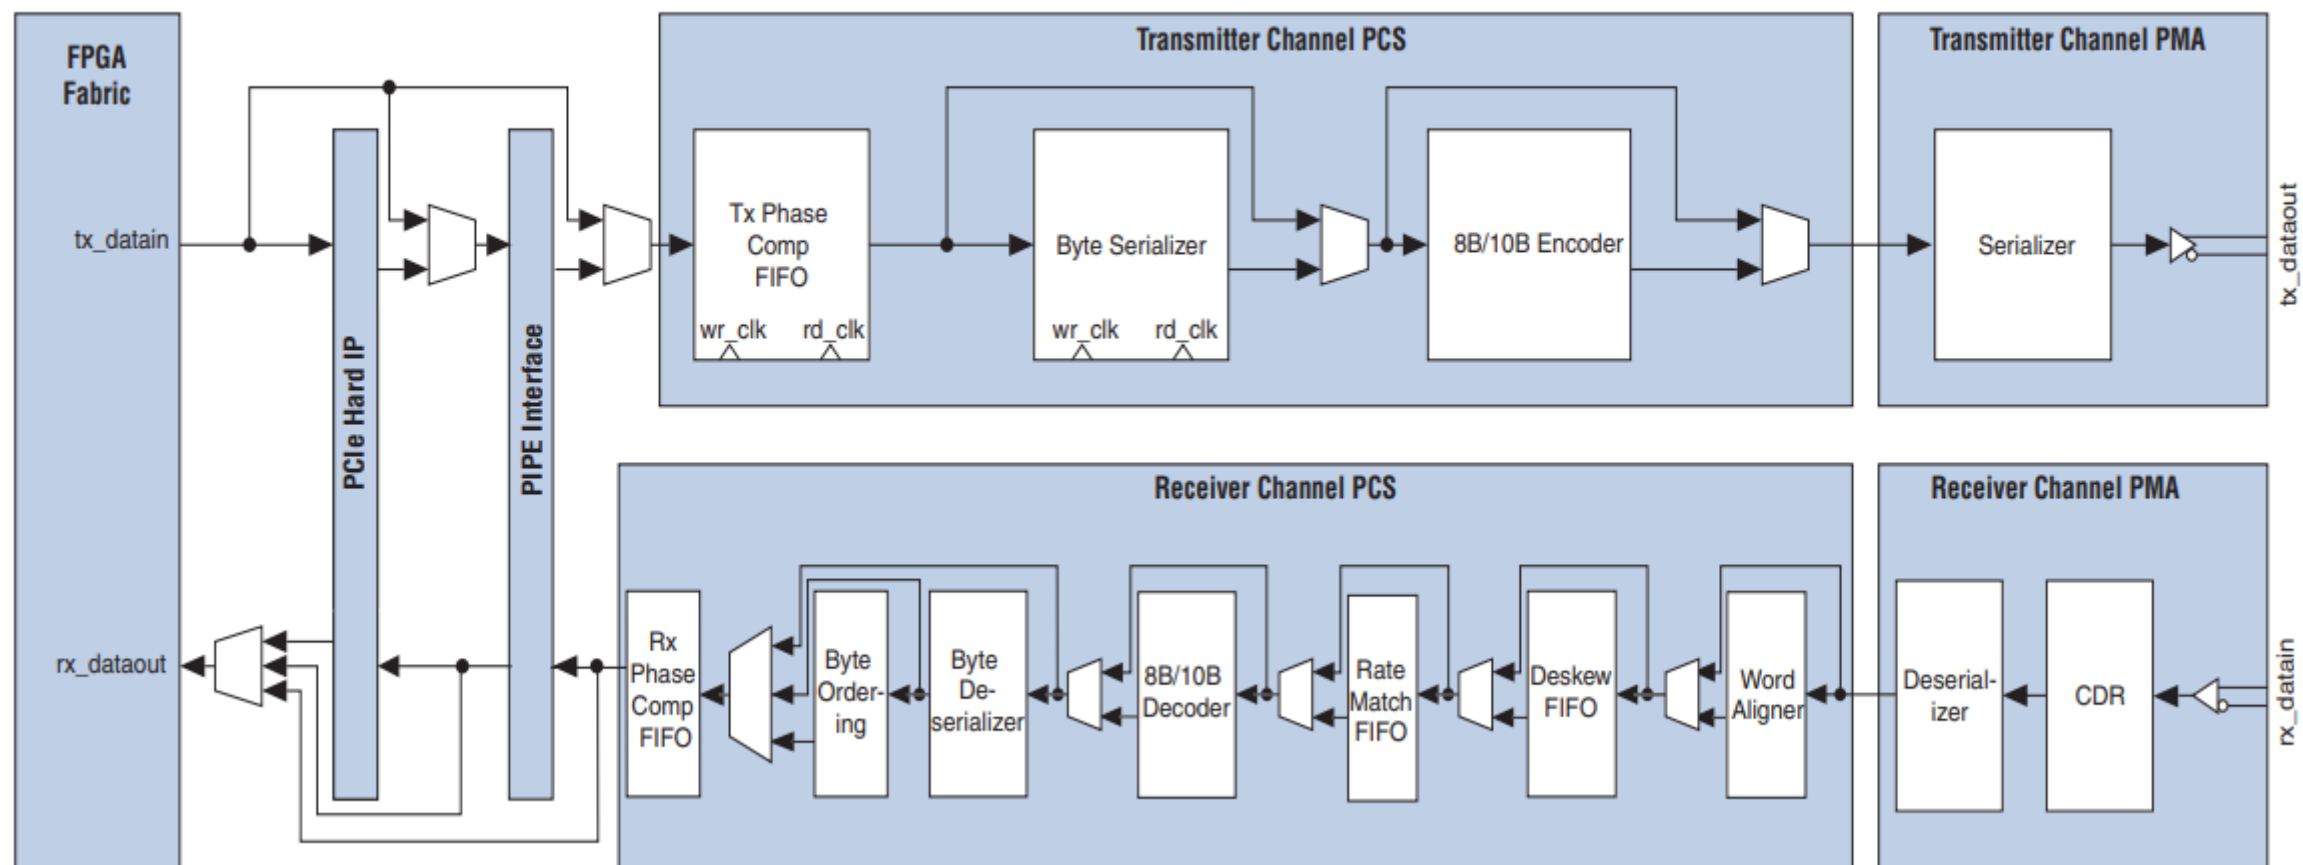 FPGA
Fabric
Transmitter Channel PCS
Transmitter Channel PMA
tx_datain
PCIe Hard IP
PIPE Interface
Tx Phase
Comp
FIFO
wr_clk
rd_clk
Byte Serializer
wr_clk
rd_clk
8B/10B Encoder
Serializer
tx_dataout
Receiver Channel PCS
Receiver Channel PMA
rx_dataout
Rx
Phase
Comp
FIFO
Byte
Order-
ing
Byte
De-
serializer
8B/10B
Decoder
Rate
Match
FIFO
Deskew
FIFO
Word
Aligner
Deserial-
izer
CDR
rx_datain